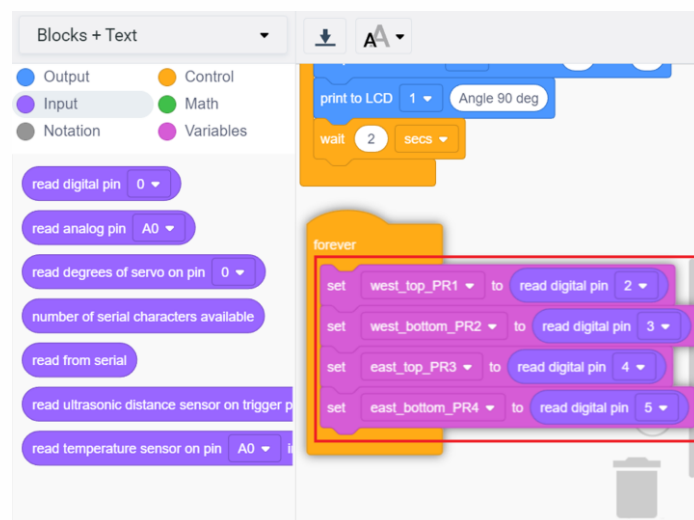 Blocks + Text
Output
Control
Input
Math
Notation
Variables
read digital pin 0
read analog pin A0
read degrees of servo on pin 0
number of serial characters available
read from serial
read ultrasonic distance sensor on trigger p
read temperature sensor on pin A0 i
AA
print to LCD 1 Angle 90 deg
wait 2 secs
forever
set west_top_PR1 to read digital pin 2
set west_bottom_PR2 to read digital pin 3
set east_top_PR3 to read digital pin 4
set east_bottom_PR4 to read digital pin 5